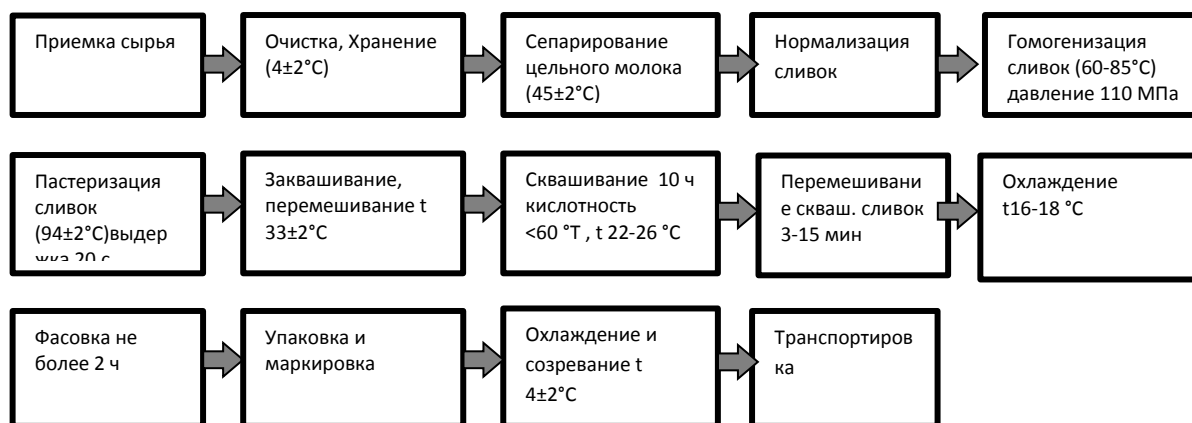 Приемка сырья
Очистка, Хранение
(4±2°C)
Сепарирование
цельного молока
(45±2°C)
Нормализация
сливок
Гомогенизация
сливок (60-85°C)
давление 110 МПа
Пастеризация
сливок
(94±2°C)выдер
жка 20 с
Заквашивание,
перемешивание t
33±2°C
Сквашивание 10 ч
кислотность
<60 °Т , t 22-26 °C
Перемешивани
е скваш. сливок
3-15 мин
Охлаждение
t16-18 °C
Фасовка не
более 2 ч
Упаковка и
маркировка
Охлаждение и
созревание t
4±2°C
Транспортиров
ка